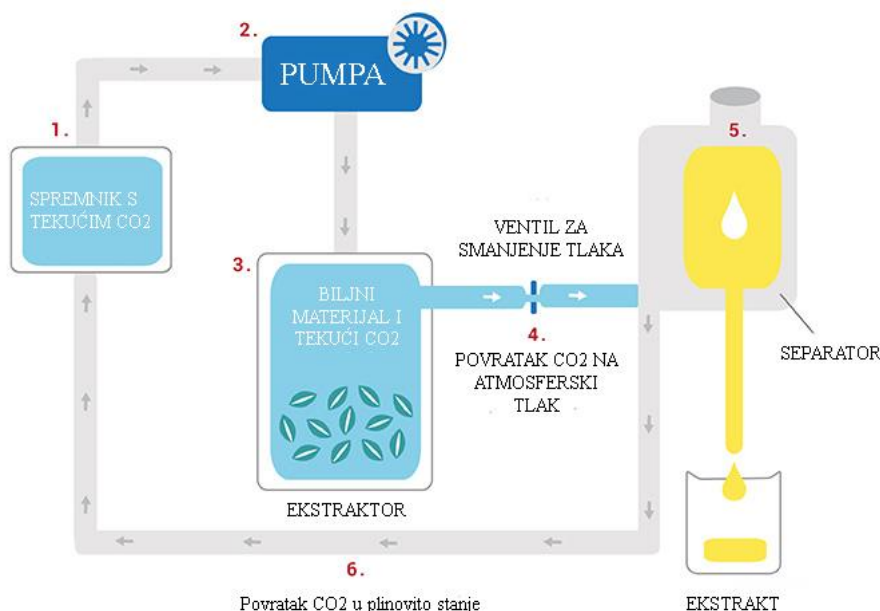 1.
SPREMNIK S
TEKUĆIM CO2
2.
PUMPA
3.
BILJNI
MATERIJAL I
TEKUĆI CO2
EKSTRAKTOR
VENTIL ZA
SMANJENJE TLAKA
4.
POVRATAK CO2 NA
ATMOSFERSKI
TLAK
5.
SEPARATOR
6.
Povratak CO2 u plinovito stanje
EKSTRAKT